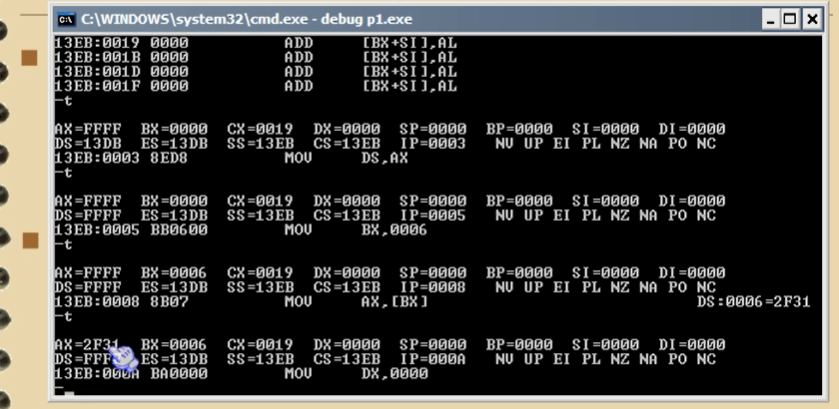 C:\WINDOWS\system32\cmd.exe - debug p1.exe
13EB:0019 0000 ADD [BX+SI],AL
13EB:001B 0000 ADD [BX+SI],AL
13EB:001D 0000 ADD [BX+SI],AL
13EB:001F 0000 ADD [BX+SI],AL
-t
AX=FFFF BX=0000 CX=0019 DX=0000 SP=0000 BP=0000 SI=0000 DI=0000
DS=13DB ES=13DB SS=13EB CS=13EB IP=0003 NV UP EI PL NZ NA PO NC
13EB:0003 8ED8 MOV DS,AX
-t
AX=FFFF BX=0000 CX=0019 DX=0000 SP=0000 BP=0000 SI=0000 DI=0000
DS=FFFF ES=13DB SS=13EB CS=13EB IP=0005 NV UP EI PL NZ NA PO NC
13EB:0005 BB0600 MOV BX,0006
-t
AX=FFFF BX=0006 CX=0019 DX=0000 SP=0000 BP=0000 SI=0000 DI=0000
DS=FFFF ES=13DB SS=13EB CS=13EB IP=0008 NV UP EI PL NZ NA PO NC
13EB:0008 8B07 MOV AX,[BX] DS:0006=2F31
-t
AX=2F31 BX=0006 CX=0019 DX=0000 SP=0000 BP=0000 SI=0000 DI=0000
ES=13DB SS=13EB CS=13EB IP=000A NV UP EI PL NZ NA PO NC
13EB:000A BA0000 MOV DX,0000
-